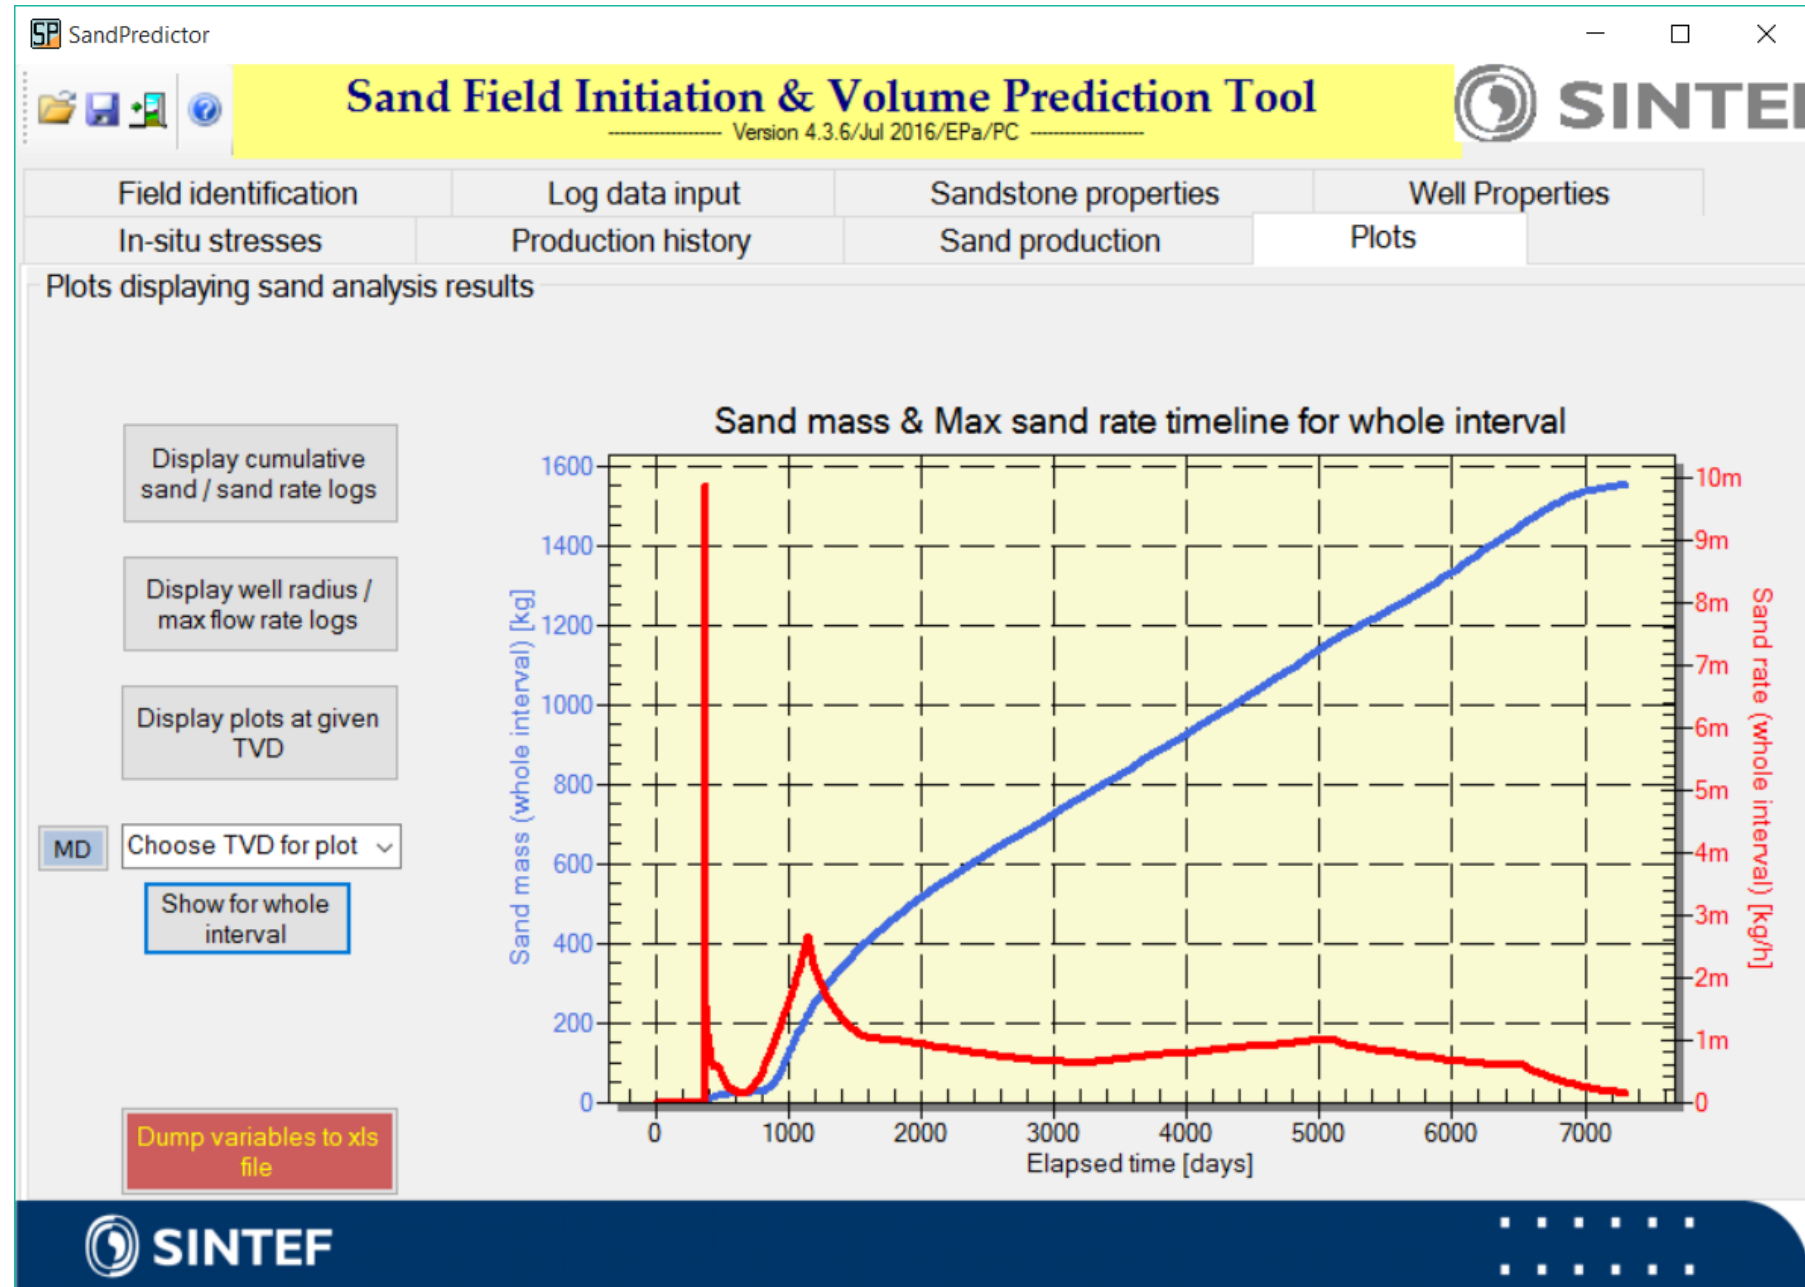 SP SandPredictor
Sand Field Initiation & Volume Prediction Tool
---------------------- Version 4.3.6/Jul 2016/EPa/PC ----------------------
SINTEF
Field identification
Log data input
Sandstone properties
Well Properties
In-situ stresses
Production history
Sand production
Plots
Plots displaying sand analysis results
Display cumulative
sand / sand rate logs
Display well radius /
max flow rate logs
Display plots at given
TVD
MD
Choose TVD for plot
Show for whole
interval
Dump variables to xls
file
Sand mass & Max sand rate timeline for whole interval
Sand mass (whole interval) [kg]
1600
1400
1200
1000
800
600
400
200
0
10m
9m
8m
7m
6m
5m
4m
3m
2m
1m
0
Sand rate (whole interval) [kg/h]
0 1000 2000 3000 4000 5000 6000 7000
Elapsed time [days]
SINTEF